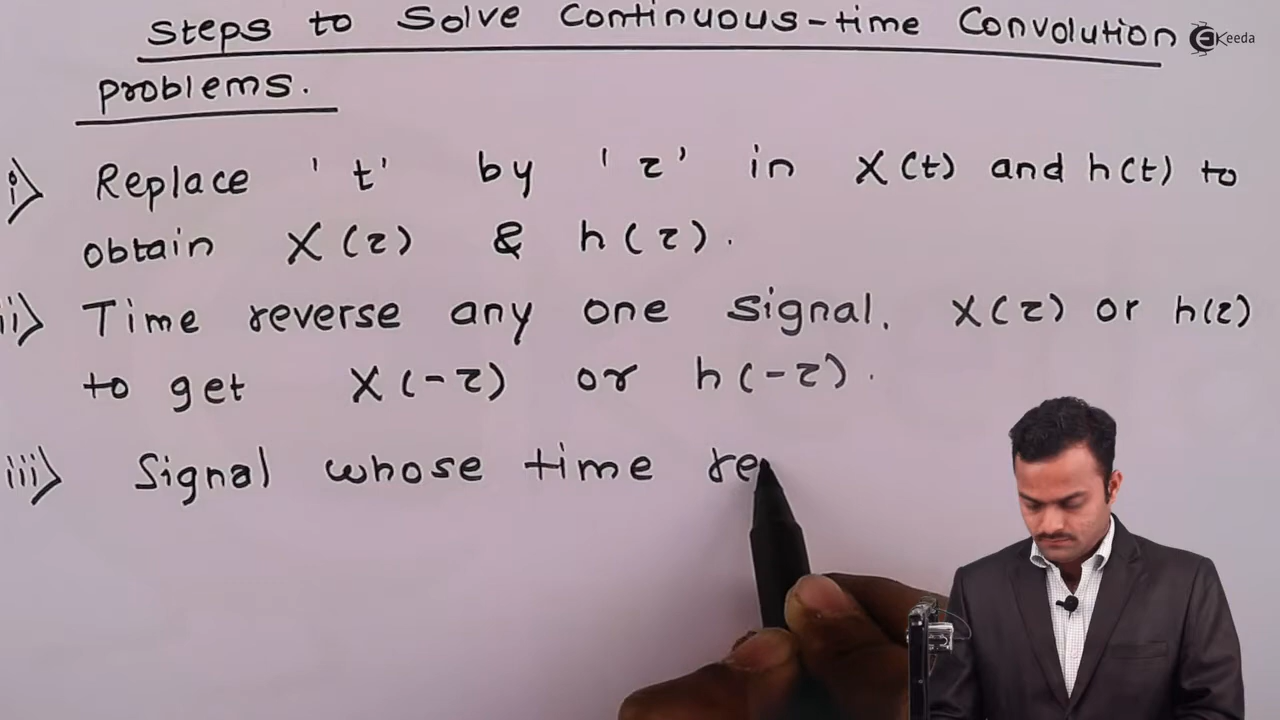 Steps to Solve Continuous-time Convolution
Keeda
problems.
i) Replace 't' by 'τ' in X(t) and h(t) to
obtain X(τ) & h(τ).
ii) Time reverse any one signal. X(τ) or h(τ)
to get X(-τ) or h(-τ).
iii) Signal whose time re